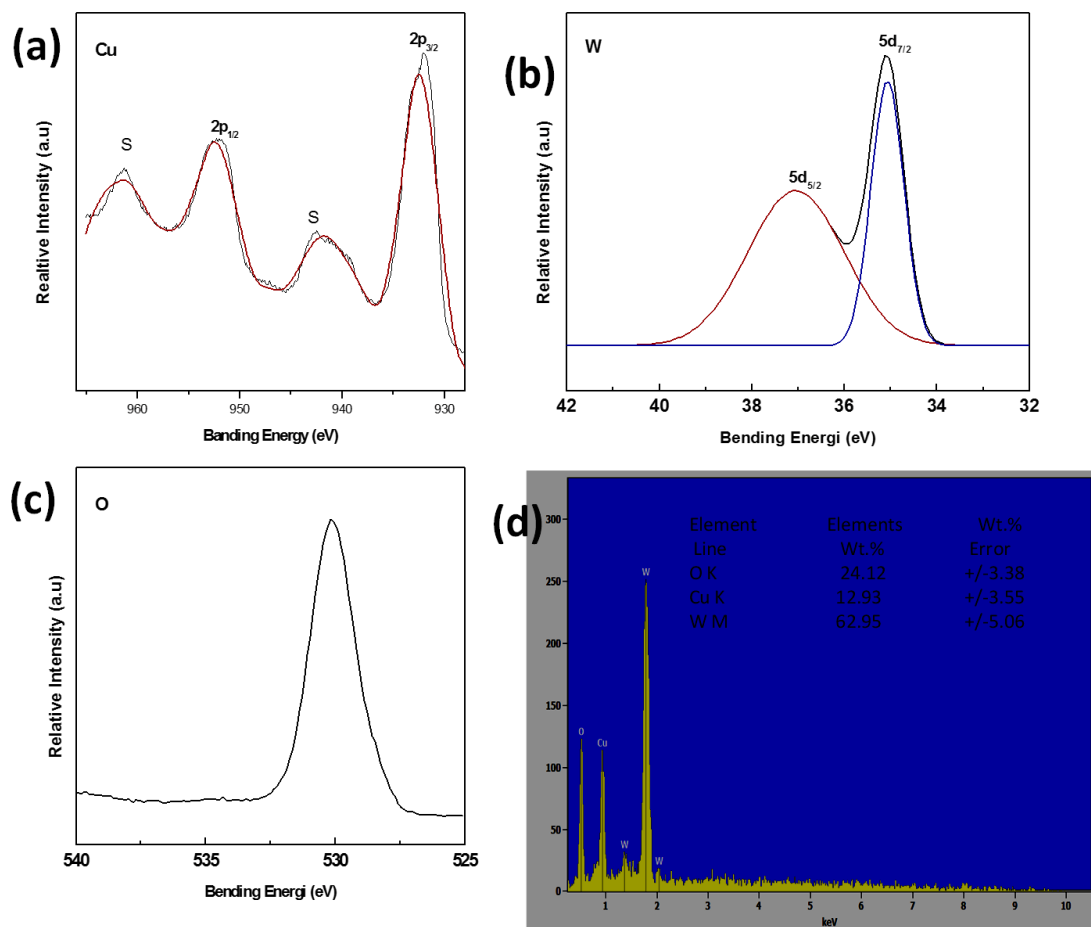 (a)
Cu
S
2p1/2
S
2p3/2
Realtive Intensity (a.u)
960 950 940 930
Banding Energy (eV)
(b)
W
5d7/2
5d5/2
Relative Intensity (a.u)
42 40 38 36 34 32
Bending Energi (eV)
(c)
O
Relative Intensity (a.u)
540 535 530 525
Bending Energi (eV)
(d)
Element Elements Wt.%
Line Wt.% Error
O K 24.12 +/-3.38
Cu K 12.93 +/-3.55
W M 62.95 +/-5.06
300
250
200
150
100
50
0
O
Cu
W
W
W
1 2 3 4 5 6 7 8 9 10
keV